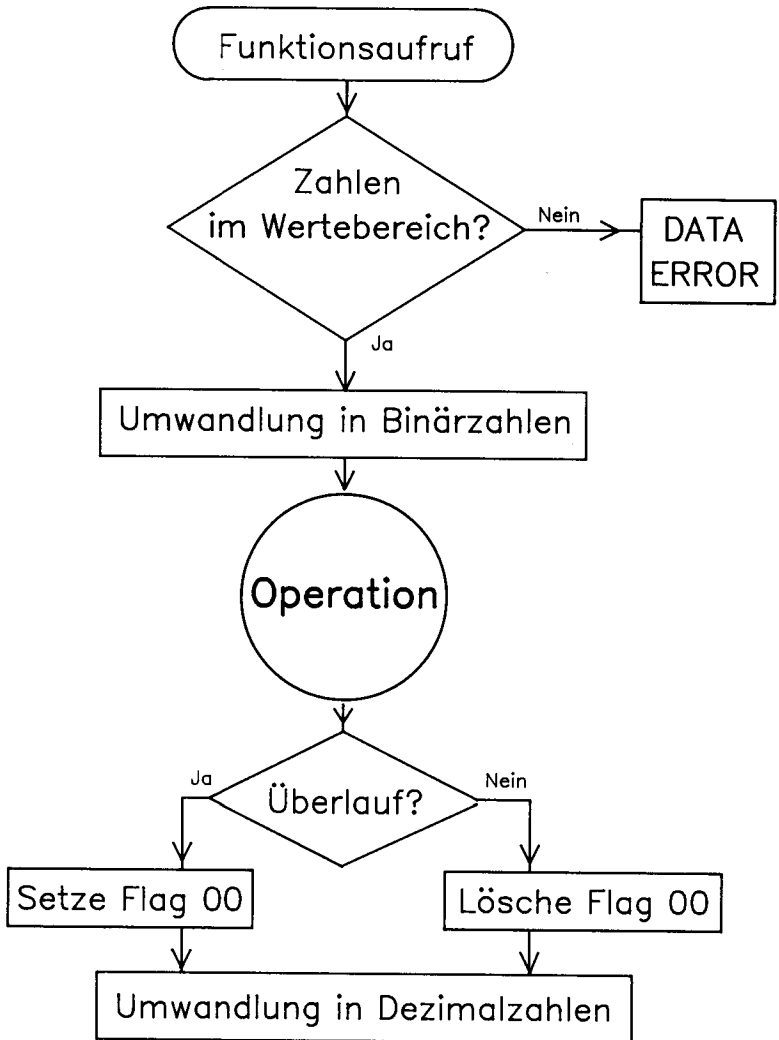 Funktionsaufruf
Zahlen
im Wertebereich?
Nein
DATA
ERROR
Ja
Umwandlung in Binärzahlen
Operation
Ja
Überlauf?
Nein
Setze Flag 00
Lösche Flag 00
Umwandlung in Dezimalzahlen